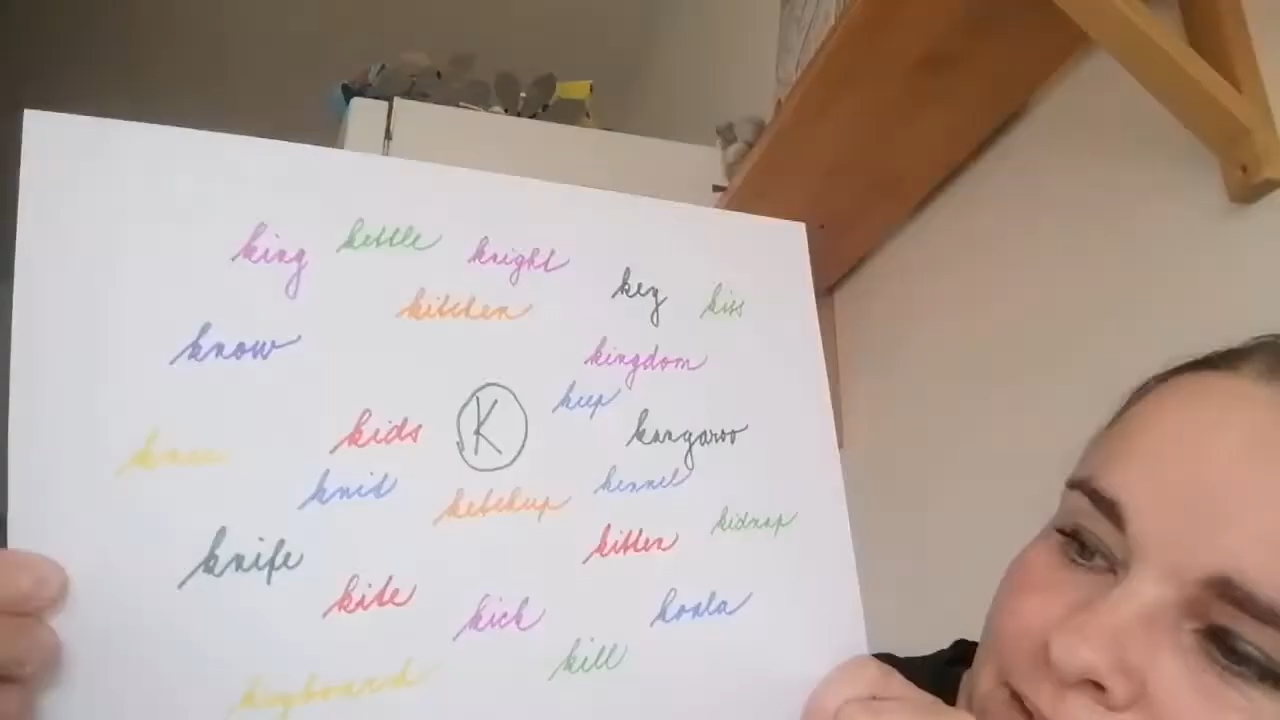 king kettle knight
key kiss
kitchen
know
kingdom
keep
kids K kangaroo
knee
knit ketchup kennel
kidnap
knife kitten
kite kick koala
kill
keyboard